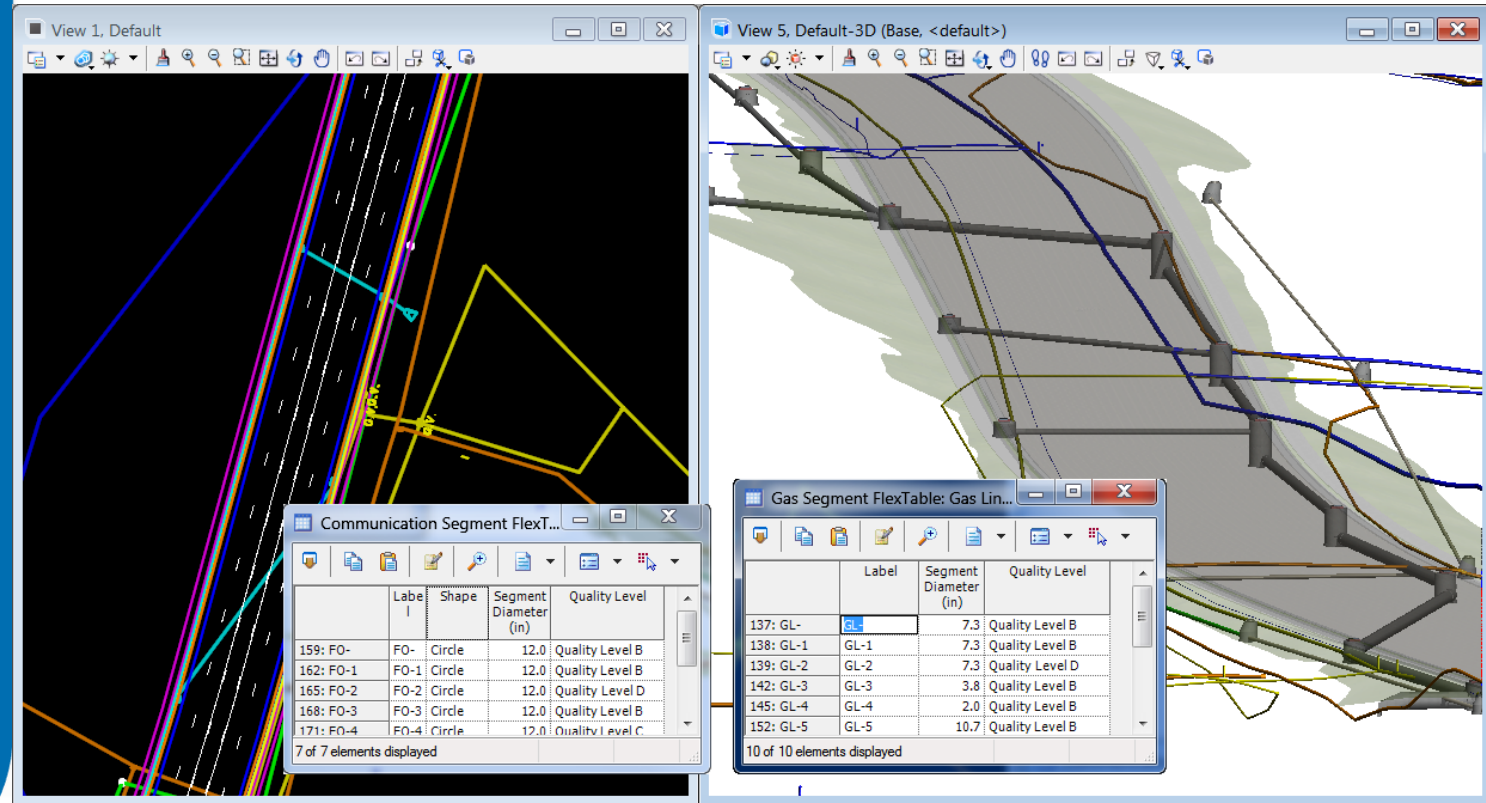 View 1, Default
View 5, Default-3D (Base, <default>)
Communication Segment FlexT...
Label Shape Segment Diameter (in) Quality Level
159: FO- FO- Circle 12.0 Quality Level B
162: FO-1 FO-1 Circle 12.0 Quality Level B
165: FO-2 FO-2 Circle 12.0 Quality Level D
168: FO-3 FO-3 Circle 12.0 Quality Level B
171: FO-4 FO-4 Circle 12.0 Quality Level C
7 of 7 elements displayed
Gas Segment FlexTable: Gas Lin...
Label Segment Diameter (in) Quality Level
137: GL- GL- 7.3 Quality Level B
138: GL-1 GL-1 7.3 Quality Level B
139: GL-2 GL-2 7.3 Quality Level D
142: GL-3 GL-3 3.8 Quality Level B
145: GL-4 GL-4 2.0 Quality Level B
152: GL-5 GL-5 10.7 Quality Level B
10 of 10 elements displayed